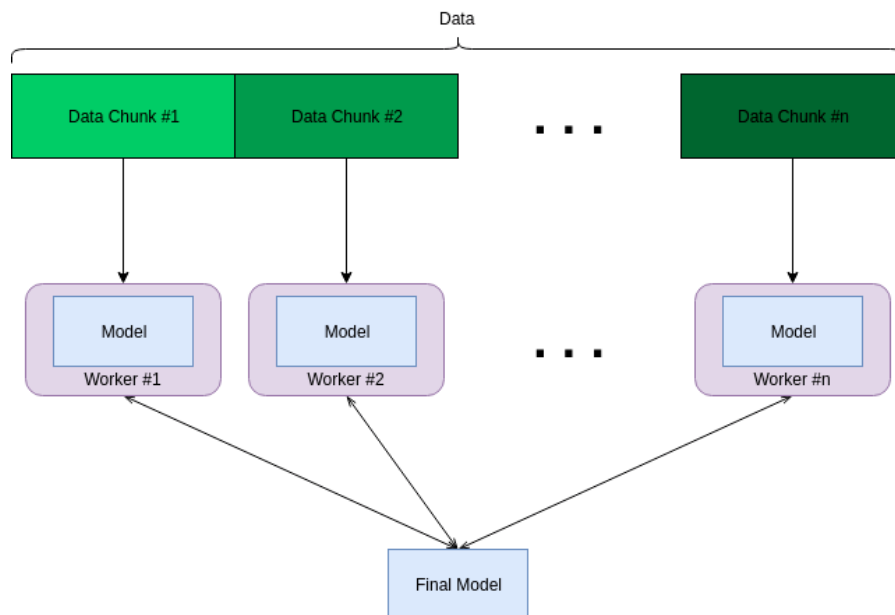 Data
Data Chunk #1
Data Chunk #2
. . .
Data Chunk #n
Model
Worker #1
Model
Worker #2
. . .
Model
Worker #n
Final Model